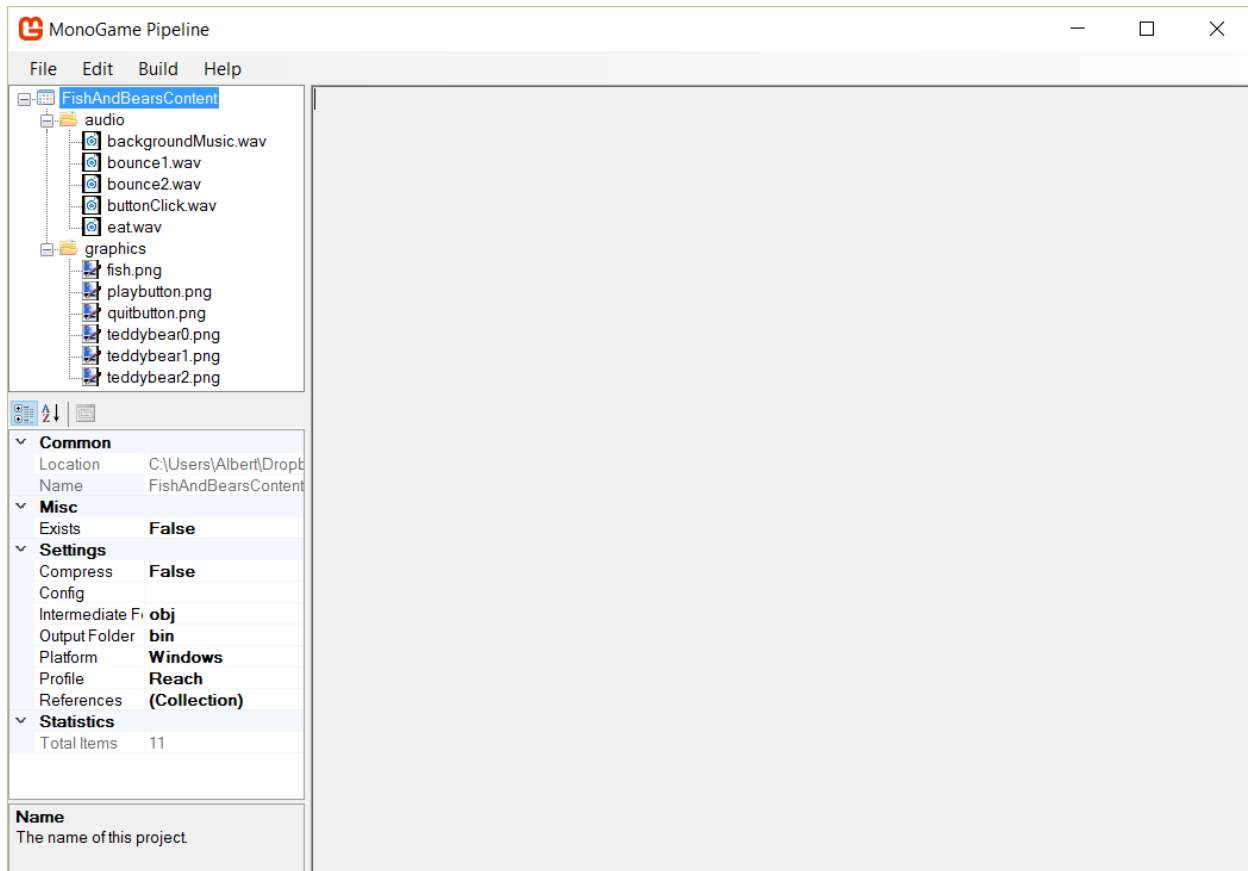 MonoGame Pipeline
File Edit Build Help
FishAndBearsContent
audio
backgroundMusic.wav
bounce1.wav
bounce2.wav
buttonClick.wav
eat.wav
graphics
fish.png
playbutton.png
quitbutton.png
teddybear0.png
teddybear1.png
teddybear2.png
Common
Location C:\Users\Albert\Dropb
Name FishAndBearsContent
Misc
Exists False
Settings
Compress False
Config
Intermediate Fo obj
Output Folder bin
Platform Windows
Profile Reach
References (Collection)
Statistics
Total Items 11
Name
The name of this project.